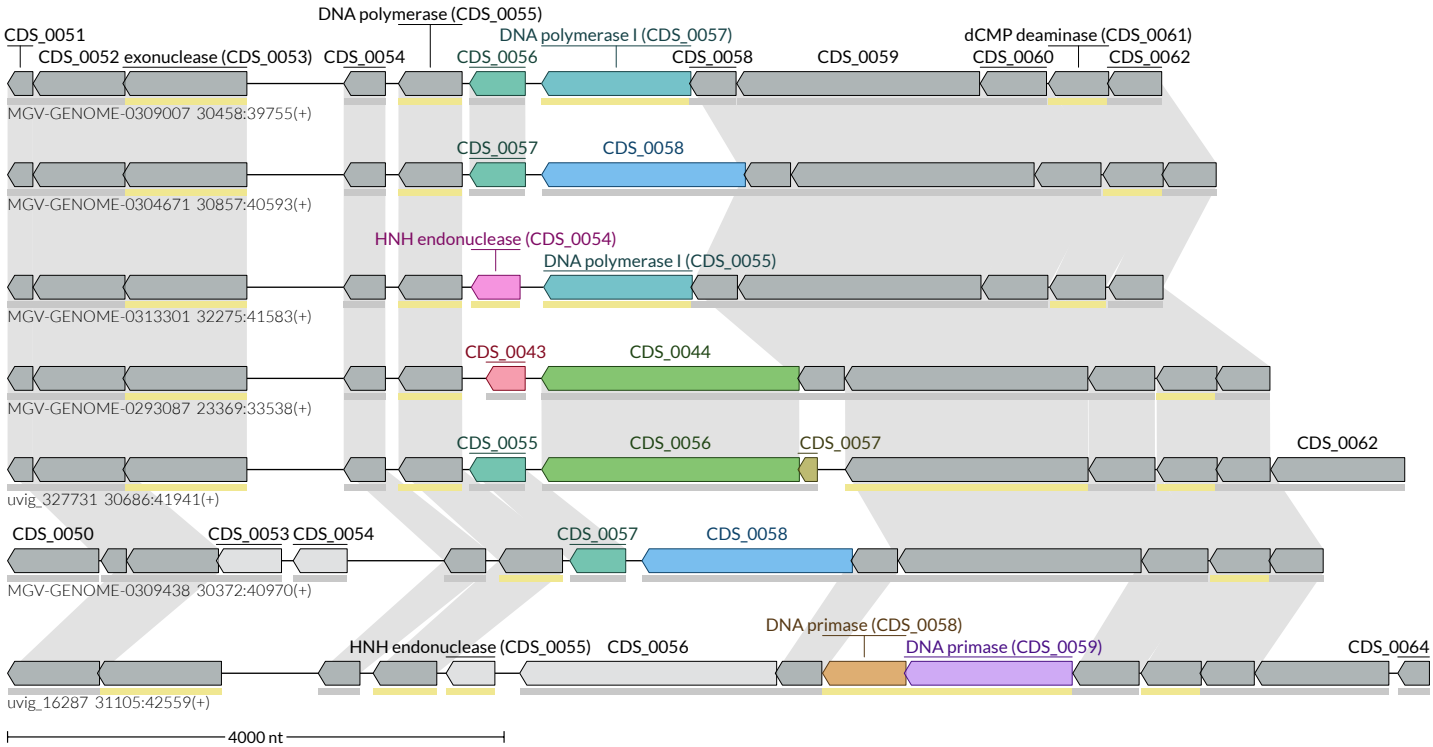 DNA polymerase (CDS_0055)
CDS_0051 DNA polymerase I (CDS_0057) dCMP deaminase (CDS_0061)
CDS_0052 exonuclease (CDS_0053) CDS_0054 CDS_0056 CDS_0058 CDS_0059 CDS_0060 CDS_0062
MGV-GENOME-0309007 30458:39755(+)
CDS_0057 CDS_0058
MGV-GENOME-0304671 30857:40593(+)
HNH endonuclease (CDS_0054)
DNA polymerase I (CDS_0055)
MGV-GENOME-0313301 32275:41583(+)
CDS_0043 CDS_0044
MGV-GENOME-0293087 23369:33538(+)
CDS_0055 CDS_0056 CDS_0057 CDS_0062
uvig_327731 30686:41941(+)
CDS_0050 CDS_0053 CDS_0054 CDS_0057 CDS_0058
MGV-GENOME-0309438 30372:40970(+)
DNA primase (CDS_0058)
HNH endonuclease (CDS_0055) CDS_0056 DNA primase (CDS_0059) CDS_0064
uvig_16287 31105:42559(+)
4000 nt